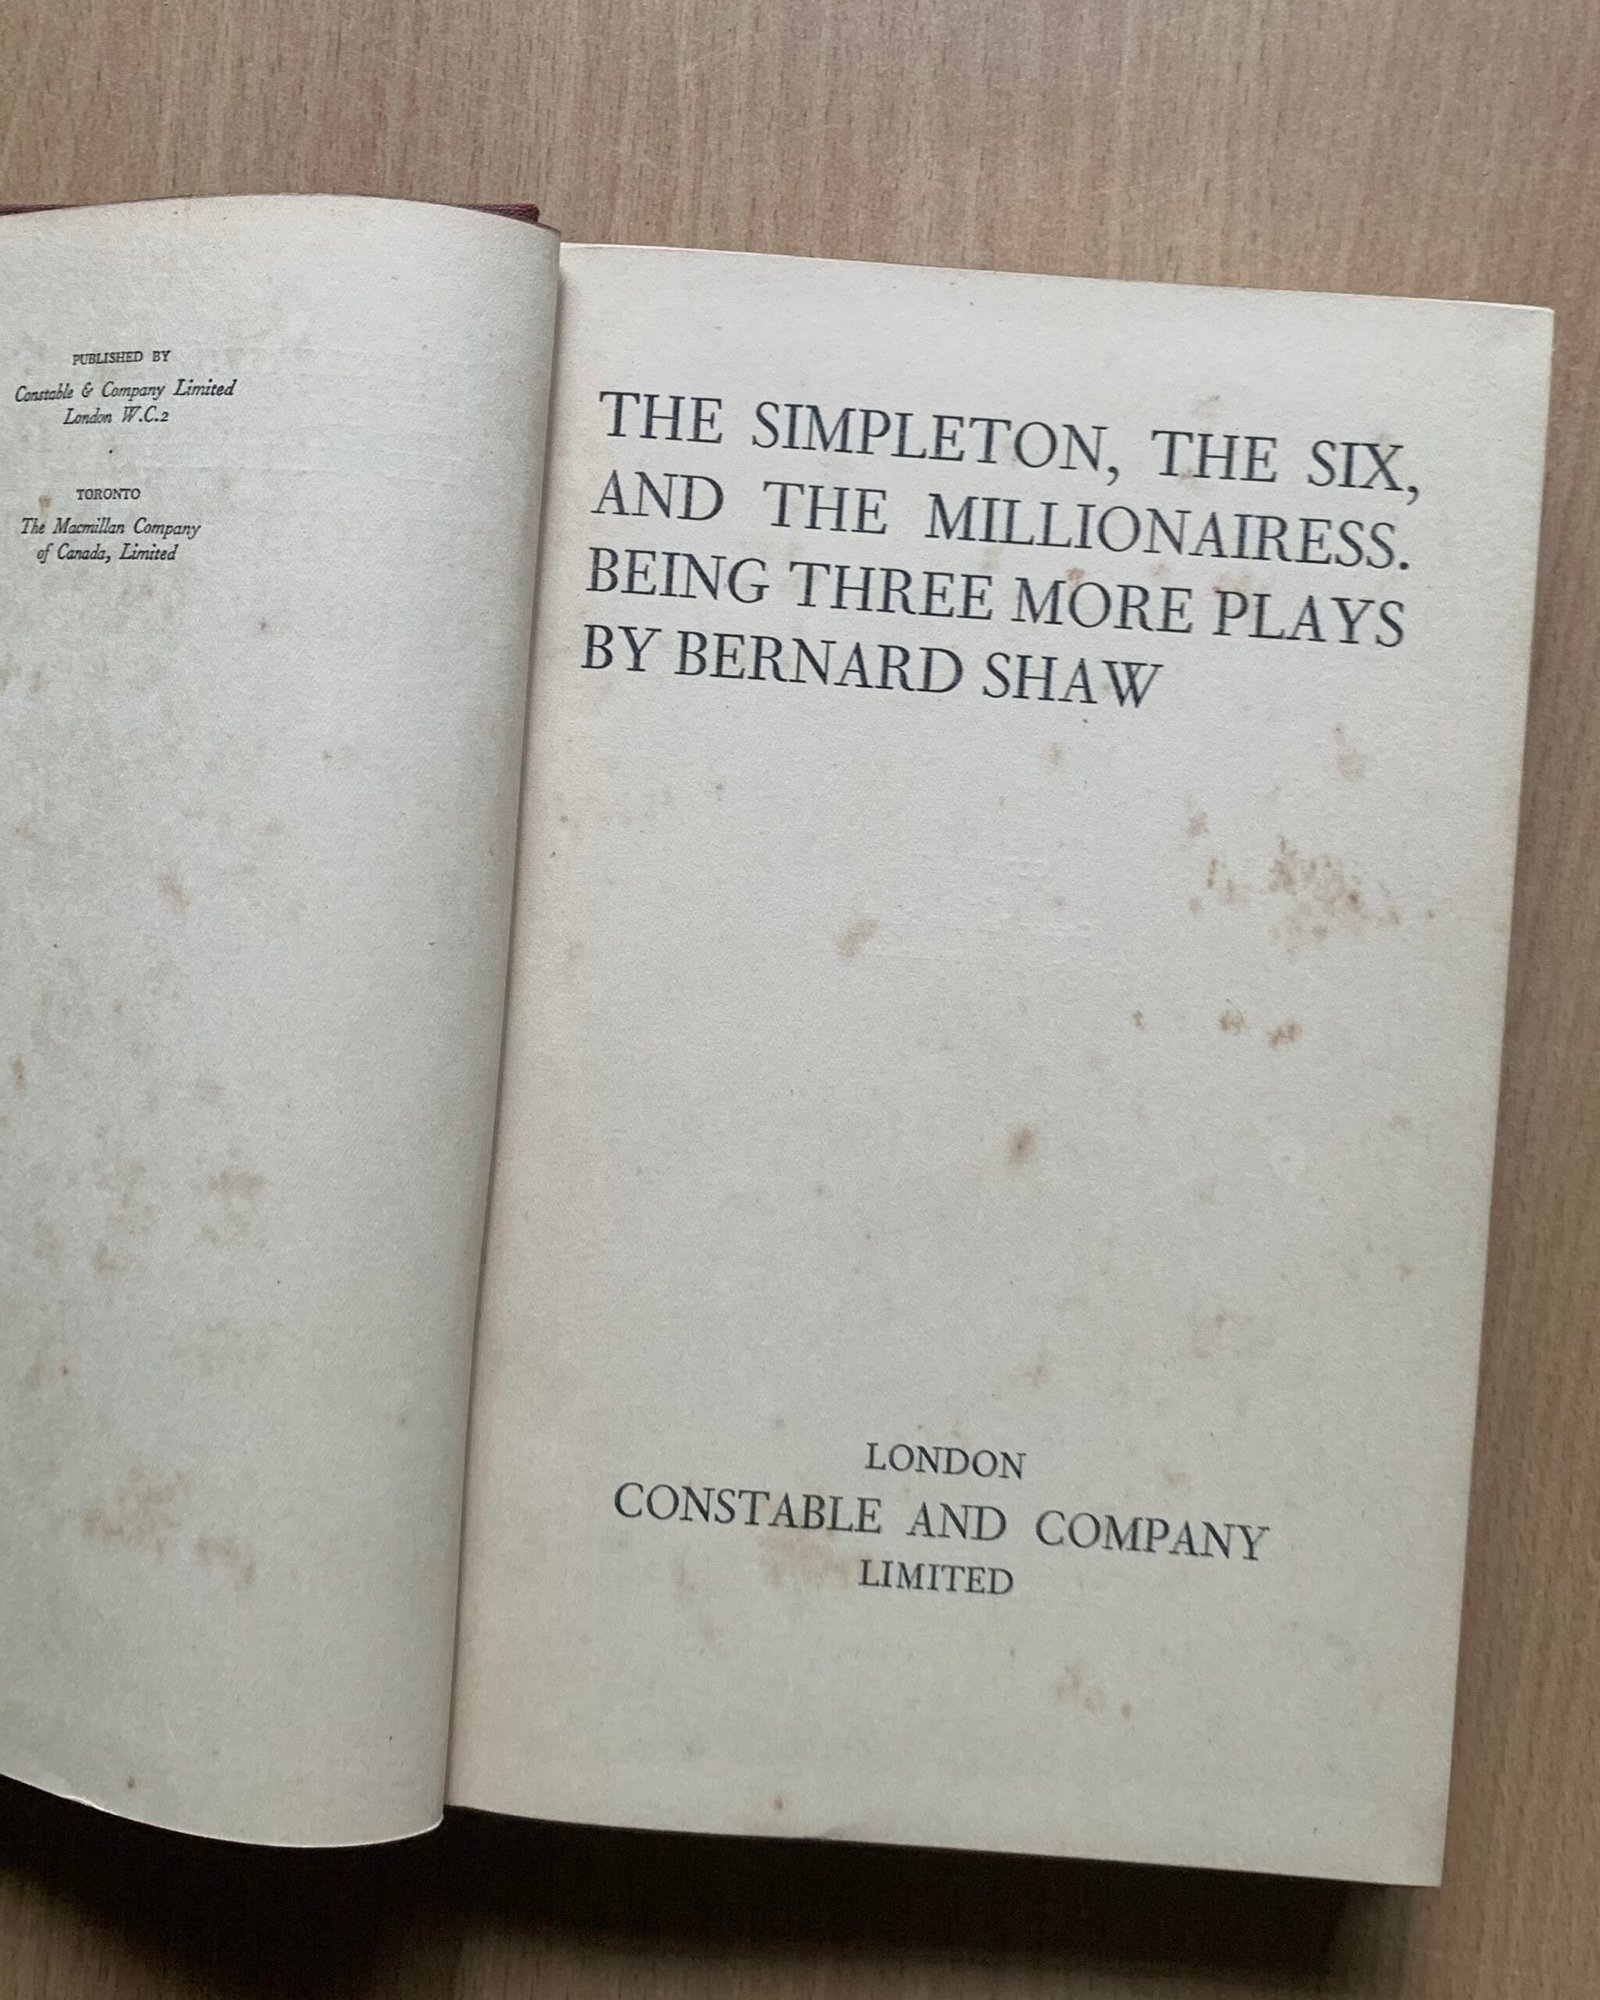 PUBLISHED BY
Constable & Company Limited
London W.C.2
TORONTO
The Macmillan Company
of Canada, Limited
THE SIMPLETON, THE SIX,
AND THE MILLIONAIRESS.
BEING THREE MORE PLAYS
BY BERNARD SHAW
LONDON
CONSTABLE AND COMPANY
LIMITED